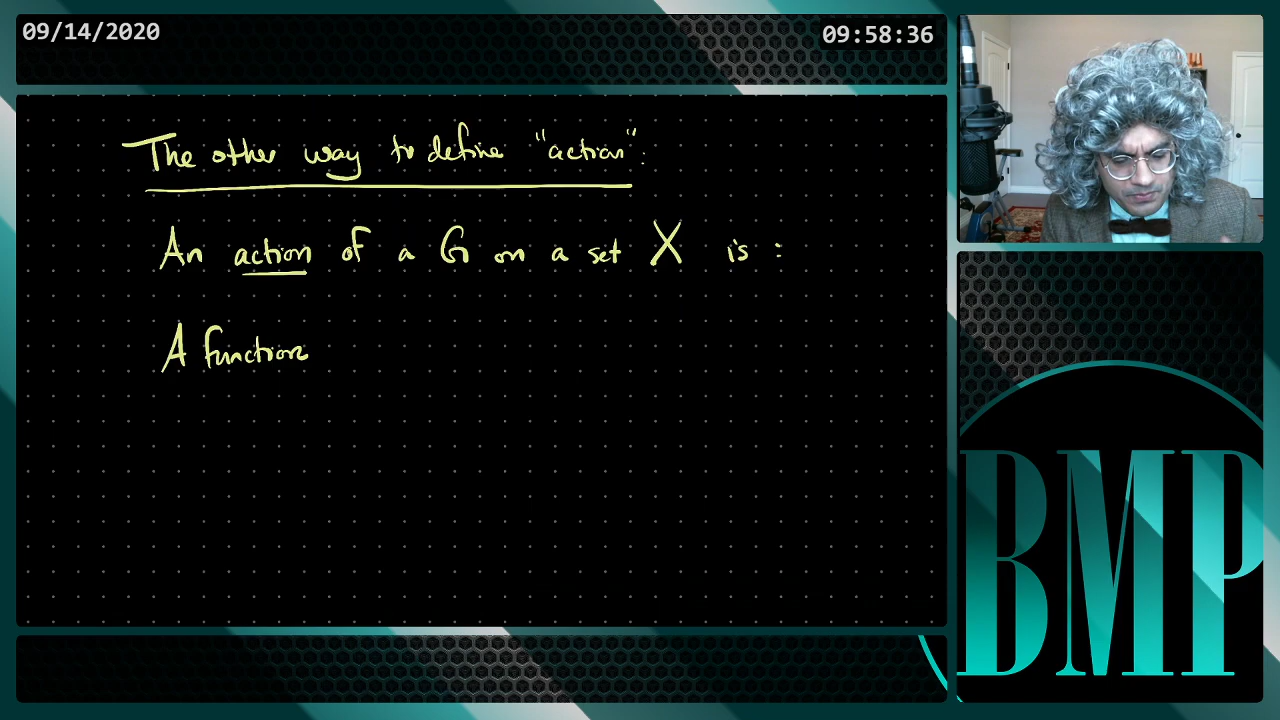 09/14/2020
09:58:36
The other way to define "action":
An action of a G on a set X is :
A function
BMP